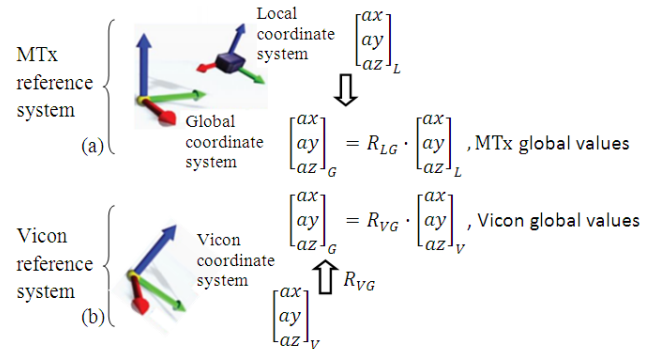 MTx
reference
system
(a)
Local
coordinate
system
Global
coordinate
system
[ax ay az]L
[ax ay az]G = RLG · [ax ay az]L , MTx global values
Vicon
reference
system
(b)
Vicon
coordinate
system
[ax ay az]G = RVG · [ax ay az]V , Vicon global values
RVG
[ax ay az]V